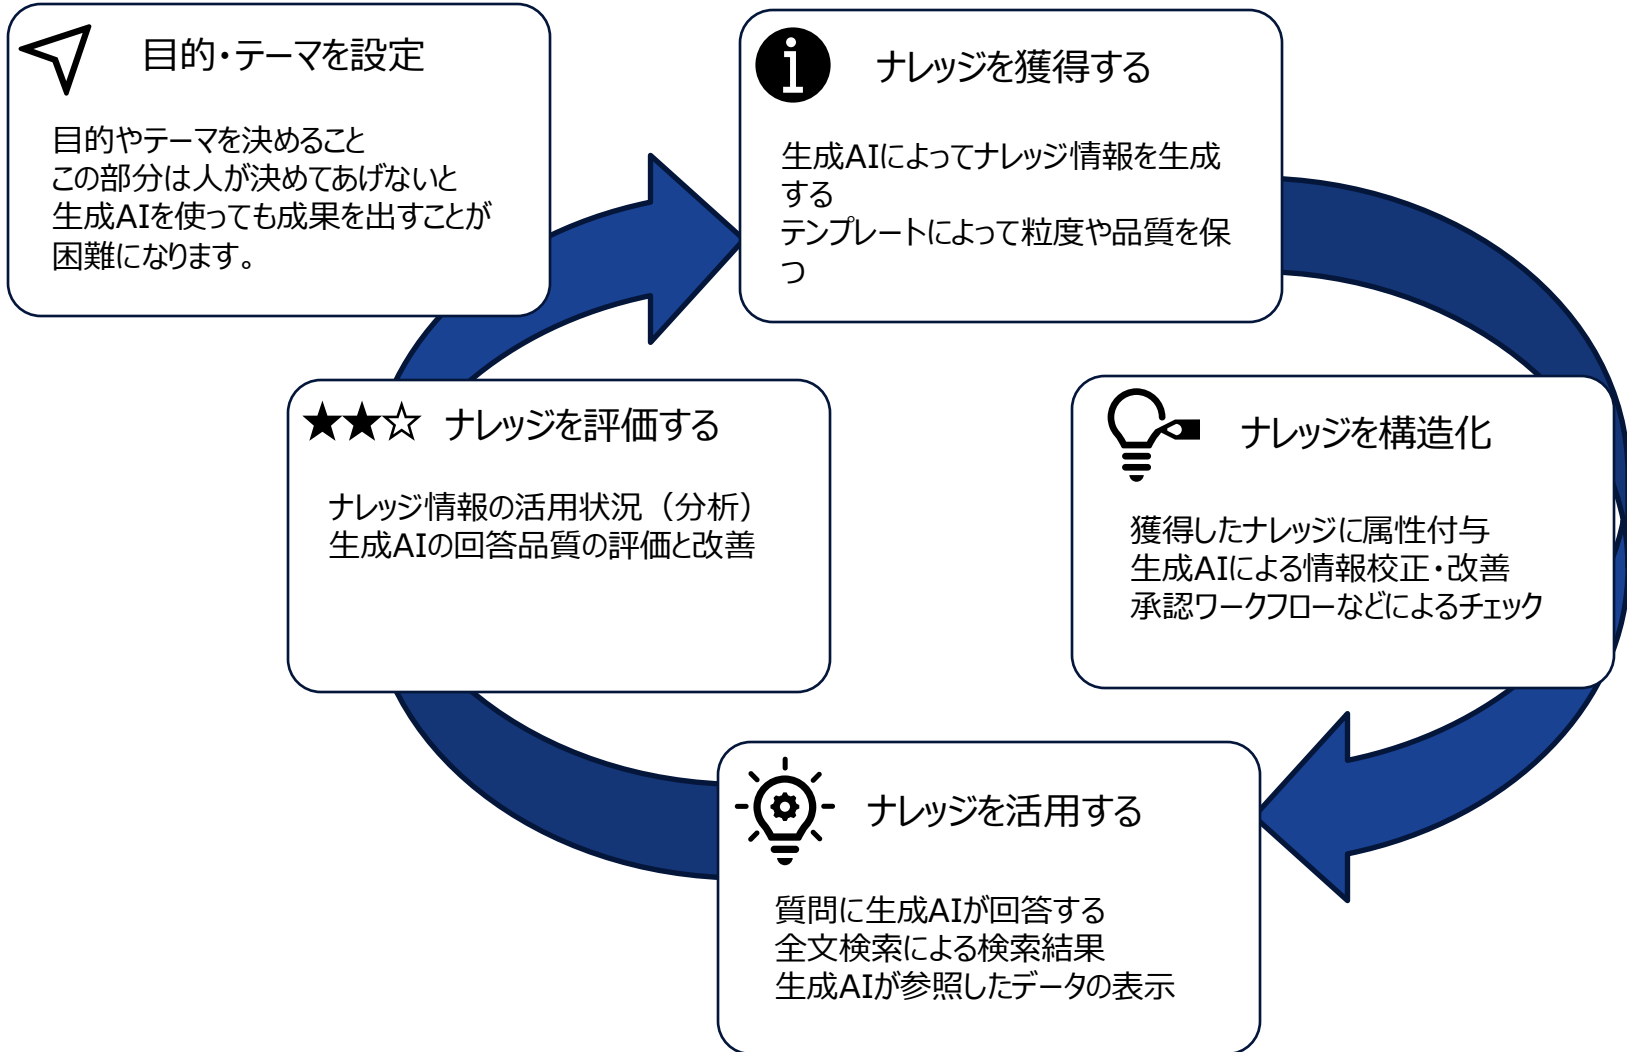 目的・テーマを設定
目的やテーマを決めること
この部分は人が決めてあげないと
生成AIを使っても成果を出すことが
困難になります。
ナレッジを獲得する
生成AIによってナレッジ情報を生成
する
テンプレートによって粒度や品質を保
つ
ナレッジを構造化
獲得したナレッジに属性付与
生成AIによる情報校正・改善
承認ワークフローなどによるチェック
ナレッジを活用する
質問に生成AIが回答する
全文検索による検索結果
生成AIが参照したデータの表示
ナレッジを評価する
ナレッジ情報の活用状況（分析）
生成AIの回答品質の評価と改善